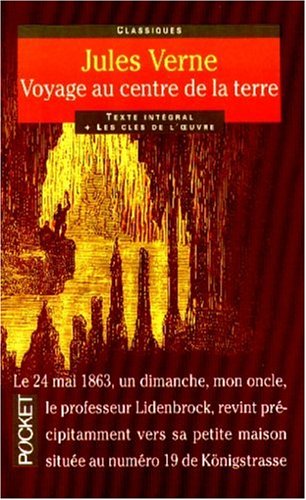 CLASSIQUES
Jules Verne
Voyage au centre de la terre
TEXTE INTÉGRAL
+ LES CLÉS DE L'ŒUVRE
Le 24 mai 1863, un dimanche, mon oncle,
le professeur Lidenbrock, revint pré-
cipitamment vers sa petite maison
située au numéro 19 de Königstrasse
POCKET